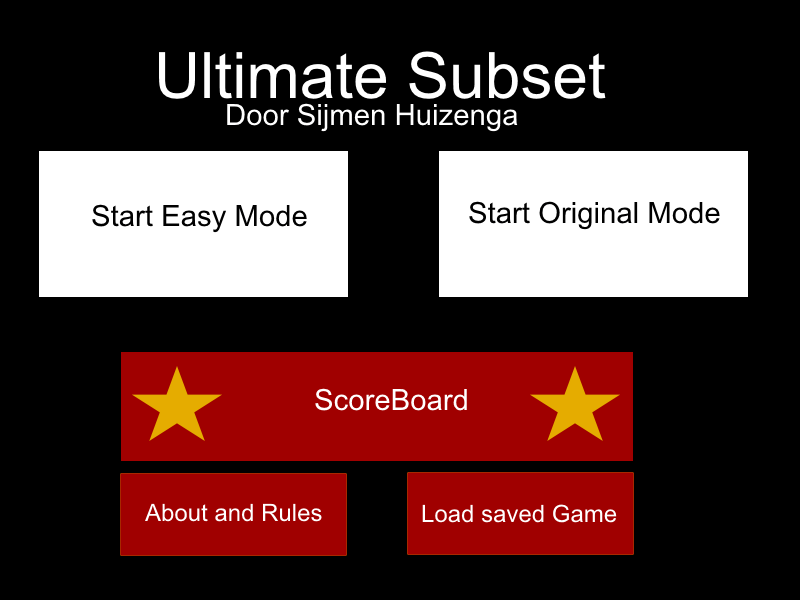 Ultimate Subset
Door Sijmen Huizenga
Start Easy Mode
Start Original Mode
ScoreBoard
About and Rules
Load saved Game